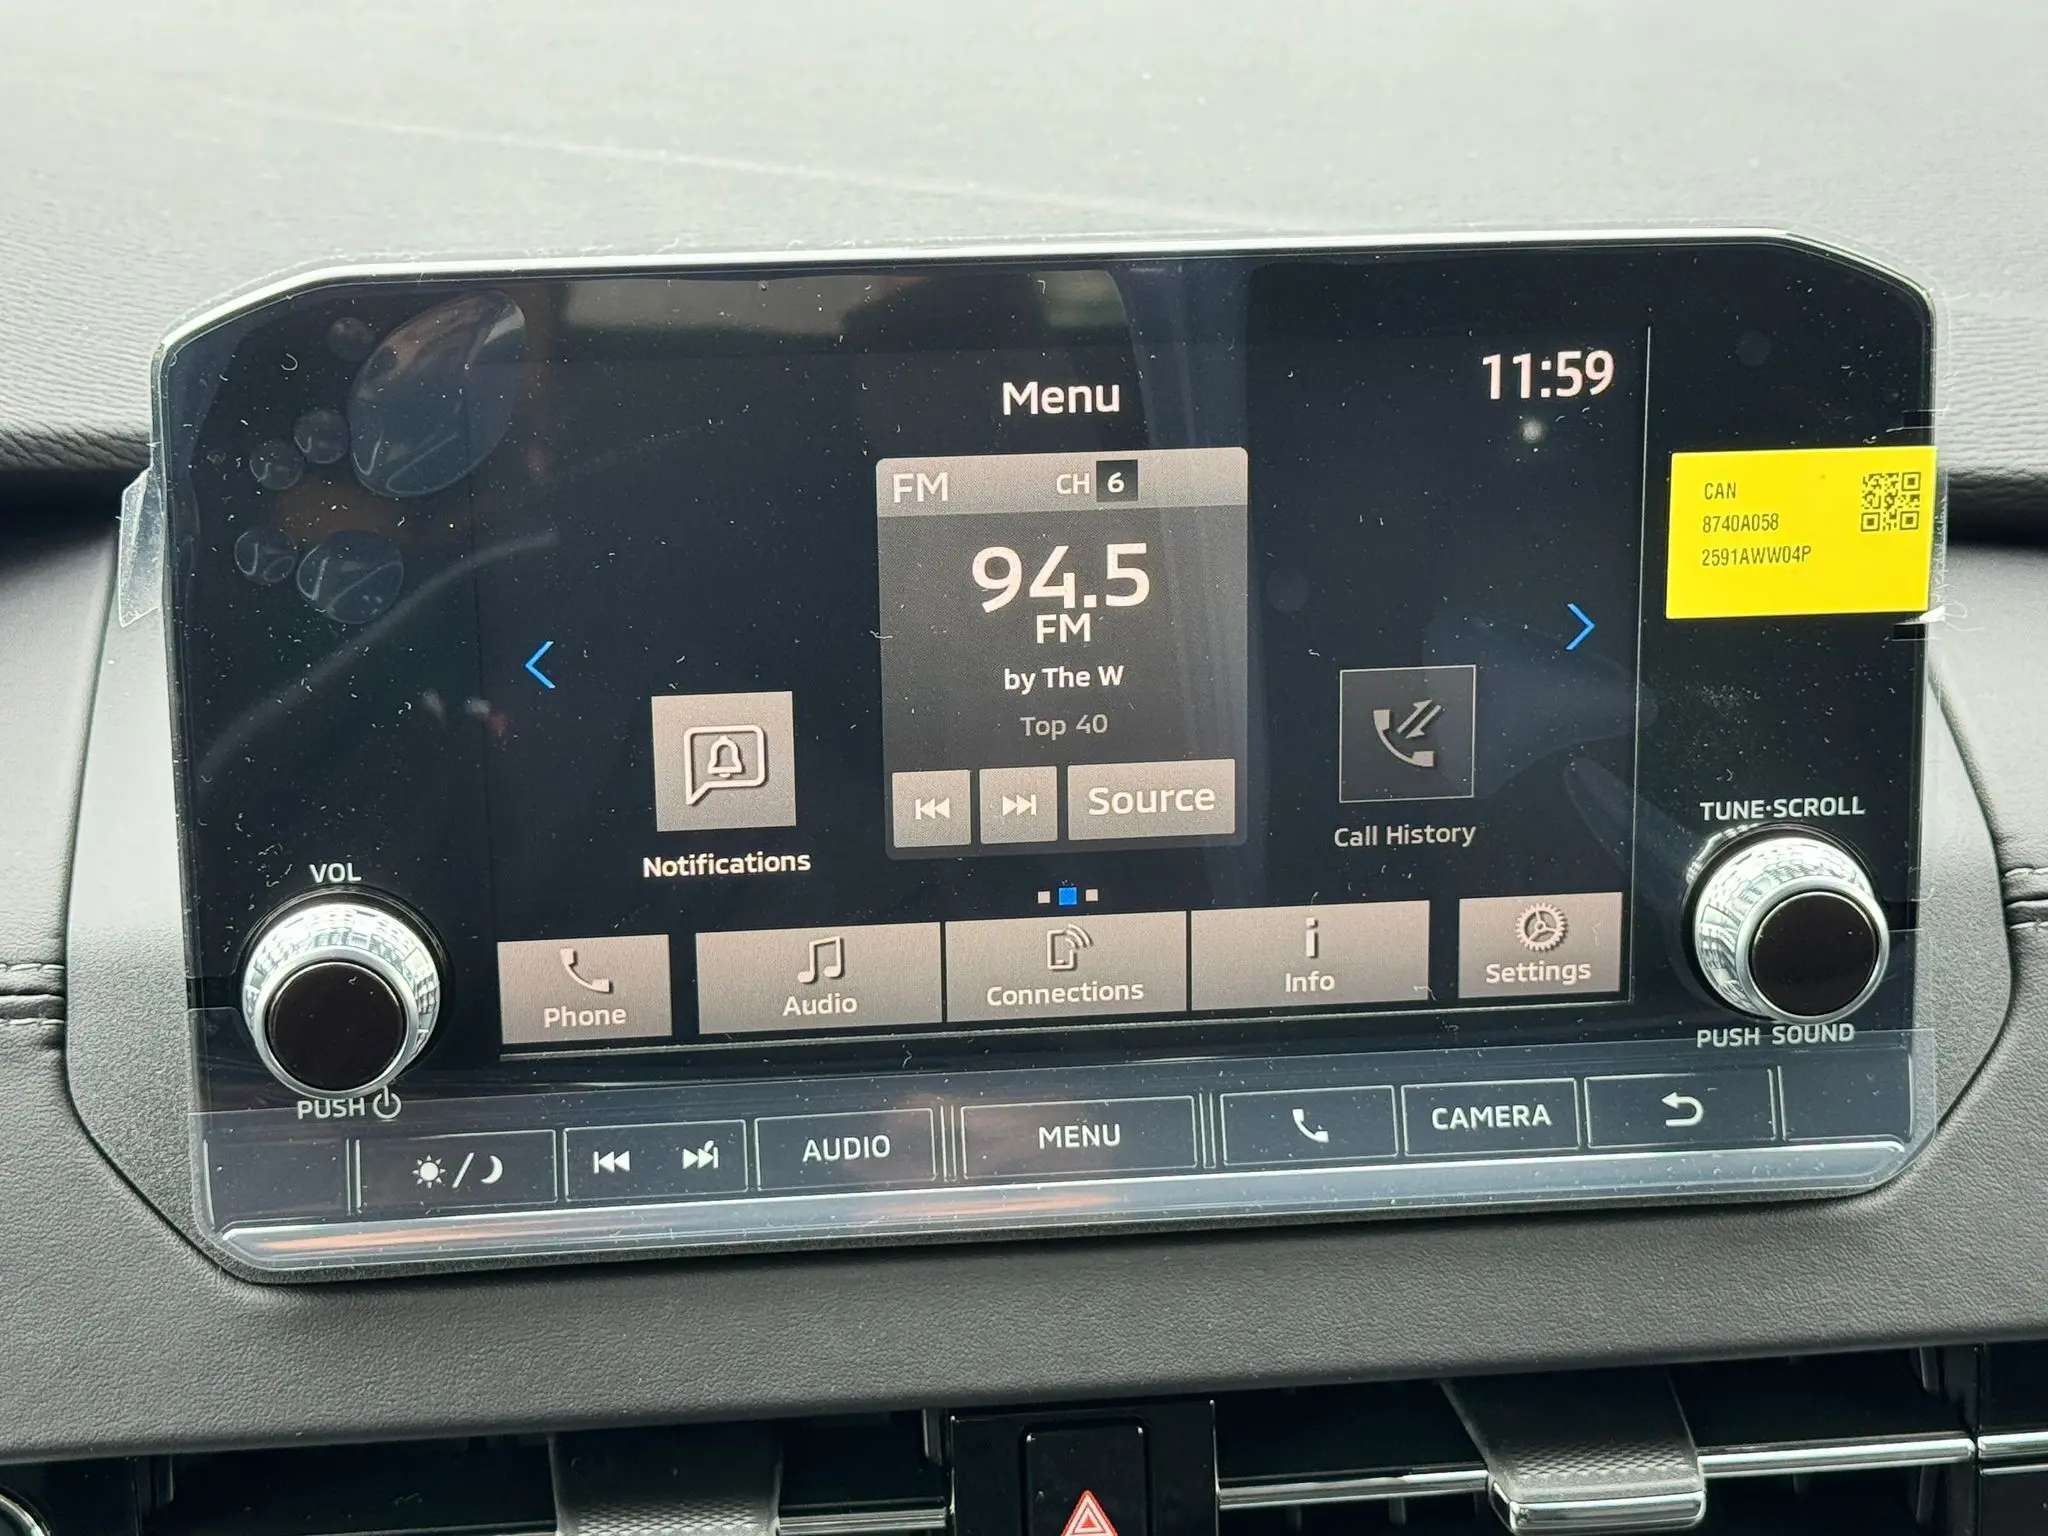 Menu
11:59
FM CH 6
94.5
FM
by The W
Top 40
Source
Notifications
Call History
Phone
Audio
Connections
Info
Settings
CAN
8740A058
2591AWW04P
VOL
PUSH
TUNE·SCROLL
PUSH SOUND
AUDIO
MENU
CAMERA